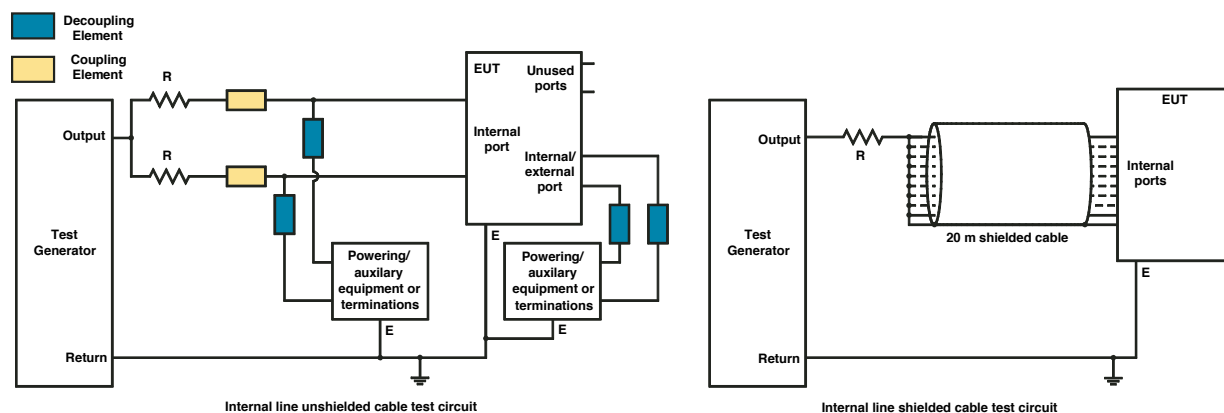 Decoupling
Element
Coupling
Element
R
R
Output
Test
Generator
Return
EUT
Unused
ports
Internal
port
Internal/
external
port
E
Powering/
auxilary
equipment or
terminations
E
Powering/
auxilary
equipment or
terminations
E
Internal line unshielded cable test circuit
Output
R
Test
Generator
Return
20 m shielded cable
EUT
Internal
ports
E
Internal line shielded cable test circuit